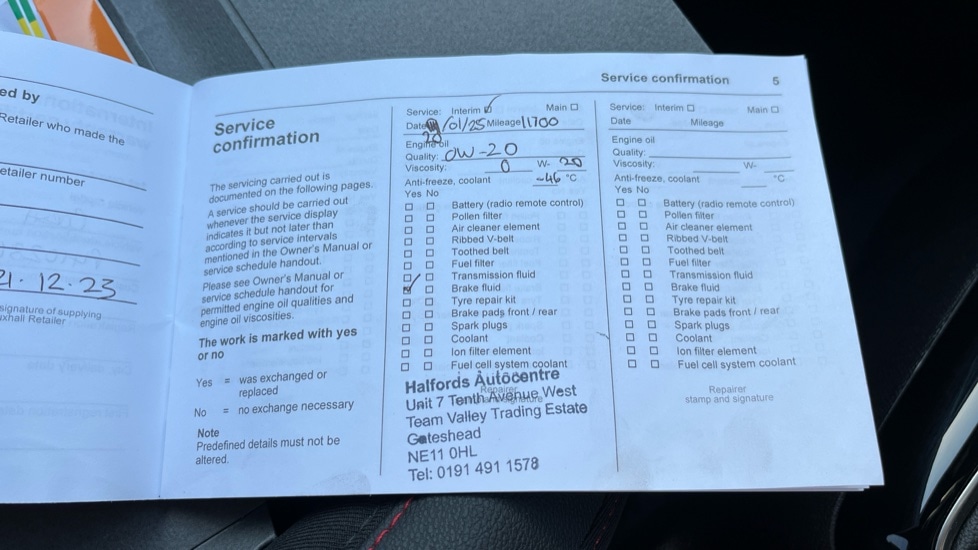 ed by
Retailer who made the
etailer number
21.12.23
signature of supplying
uxhall Retailer
Service
confirmation
The servicing carried out is
documented on the following pages.
A service should be carried out
whenever the service display
indicates it but not later than
according to service intervals
mentioned in the Owner's Manual or
service schedule handout.
Please see Owner's Manual or
service schedule handout for
permitted engine oil qualities and
engine oil viscosities.
The work is marked with yes
or no
Yes = was exchanged or
replaced
No = no exchange necessary
Note
Predefined details must not be
altered.
Service: Interim Main
Date 20/01/25 Mileage 11700
Engine oil
Quality: OW-20
Viscosity: 0 W- 20
Anti-freeze, coolant -46 °C
Yes No
Battery (radio remote control)
Pollen filter
Air cleaner element
Ribbed V-belt
Toothed belt
Fuel filter
Transmission fluid
Brake fluid
Tyre repair kit
Brake pads front / rear
Spark plugs
Coolant
Ion filter element
Fuel cell system coolant
Repairer
Halfords Autocentre
Unit 7 Tenth Avenue West
Team Valley Trading Estate
Gateshead
NE11 0HL
Tel: 0191 491 1578
Service confirmation 5
Service: Interim Main
Date Mileage
Engine oil
Quality:
Viscosity: W-
Anti-freeze, coolant °C
Yes No
Battery (radio remote control)
Pollen filter
Air cleaner element
Ribbed V-belt
Toothed belt
Fuel filter
Transmission fluid
Brake fluid
Tyre repair kit
Brake pads front / rear
Spark plugs
Coolant
Ion filter element
Fuel cell system coolant
Repairer
stamp and signature